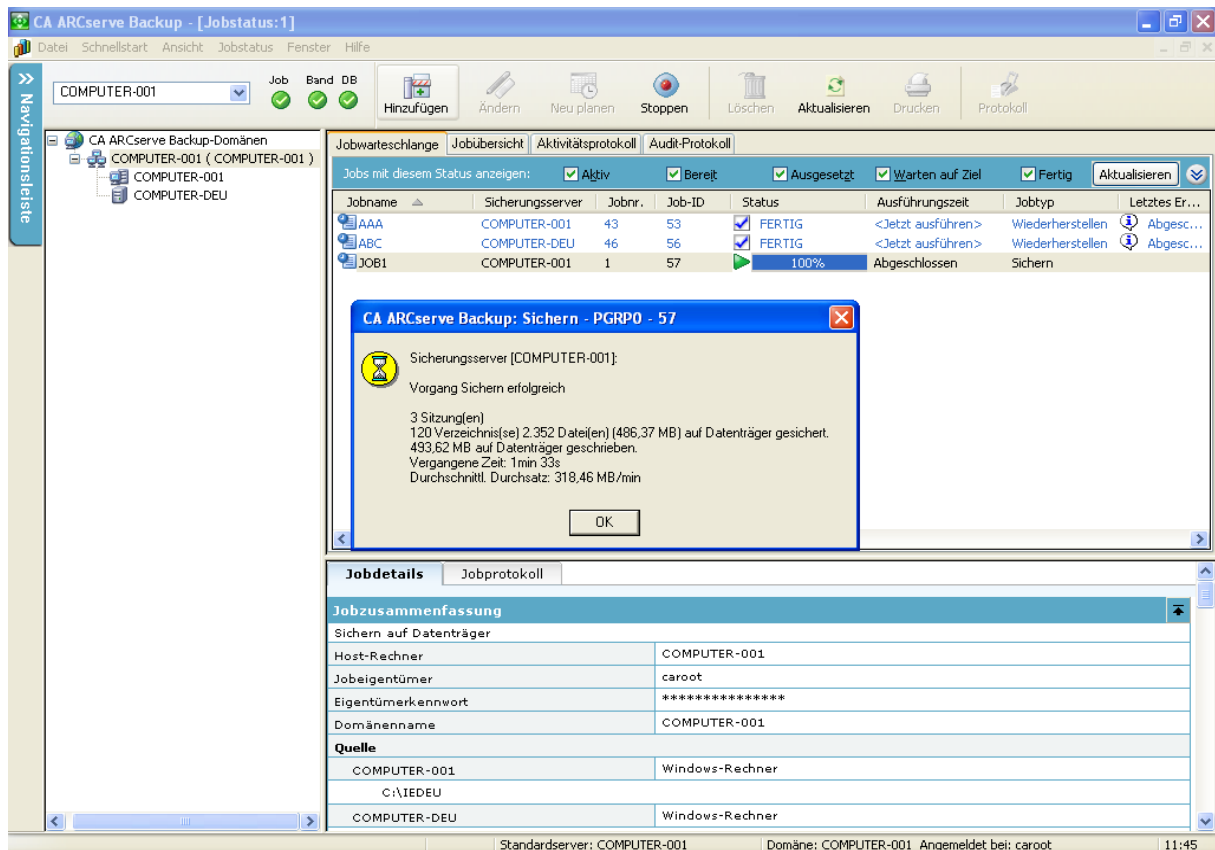 CA ARCserve Backup - [Jobstatus:1]
Datei Schnellstart Ansicht Jobstatus Fenster Hilfe
Navigationsleiste
COMPUTER-001
Job Band DB
Hinzufügen Ändern Neu planen Stoppen Löschen Aktualisieren Drucken Protokoll
CA ARCserve Backup-Domänen
COMPUTER-001 ( COMPUTER-001 )
COMPUTER-001
COMPUTER-DEU
Jobwarteschlange Jobübersicht Aktivitätsprotokoll Audit-Protokoll
Jobs mit diesem Status anzeigen: Aktiv Bereit Ausgesetzt Warten auf Ziel Fertig Aktualisieren
Jobname Sicherungsserver Jobnr. Job-ID Status Ausführungszeit Jobtyp Letztes Er...
AAA COMPUTER-001 43 53 FERTIG <Jetzt ausführen> Wiederherstellen Abgesc...
ABC COMPUTER-DEU 46 56 FERTIG <Jetzt ausführen> Wiederherstellen Abgesc...
JOB1 COMPUTER-001 1 57 100% Abgeschlossen Sichern
CA ARCserve Backup: Sichern - PGRP0 - 57
Sicherungsserver [COMPUTER-001]:
Vorgang Sichern erfolgreich
3 Sitzung(en)
120 Verzeichnis(se) 2.352 Datei(en) (486,37 MB) auf Datenträger gesichert.
493,62 MB auf Datenträger geschrieben.
Vergangene Zeit: 1min 33s
Durchschnittl. Durchsatz: 318,46 MB/min
OK
Jobdetails Jobprotokoll
Jobzusammenfassung
Sichern auf Datenträger
Host-Rechner COMPUTER-001
Jobeigentümer caroot
Eigentümerkennwort ***************
Domänenname COMPUTER-001
Quelle
COMPUTER-001 Windows-Rechner
C:\IEDEU
COMPUTER-DEU Windows-Rechner
Standardserver: COMPUTER-001 Domäne: COMPUTER-001 Angemeldet bei: caroot 11:45